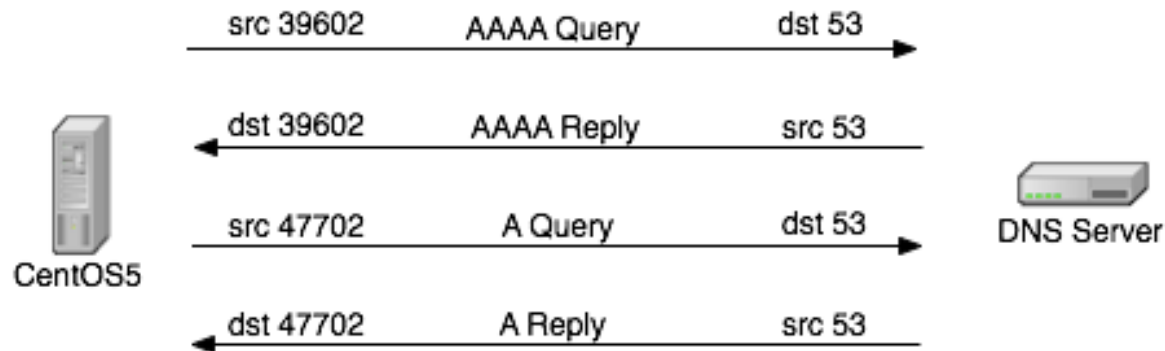 src 39602 AAAA Query dst 53
dst 39602 AAAA Reply src 53
src 47702 A Query dst 53
DNS Server
CentOS5
dst 47702 A Reply src 53